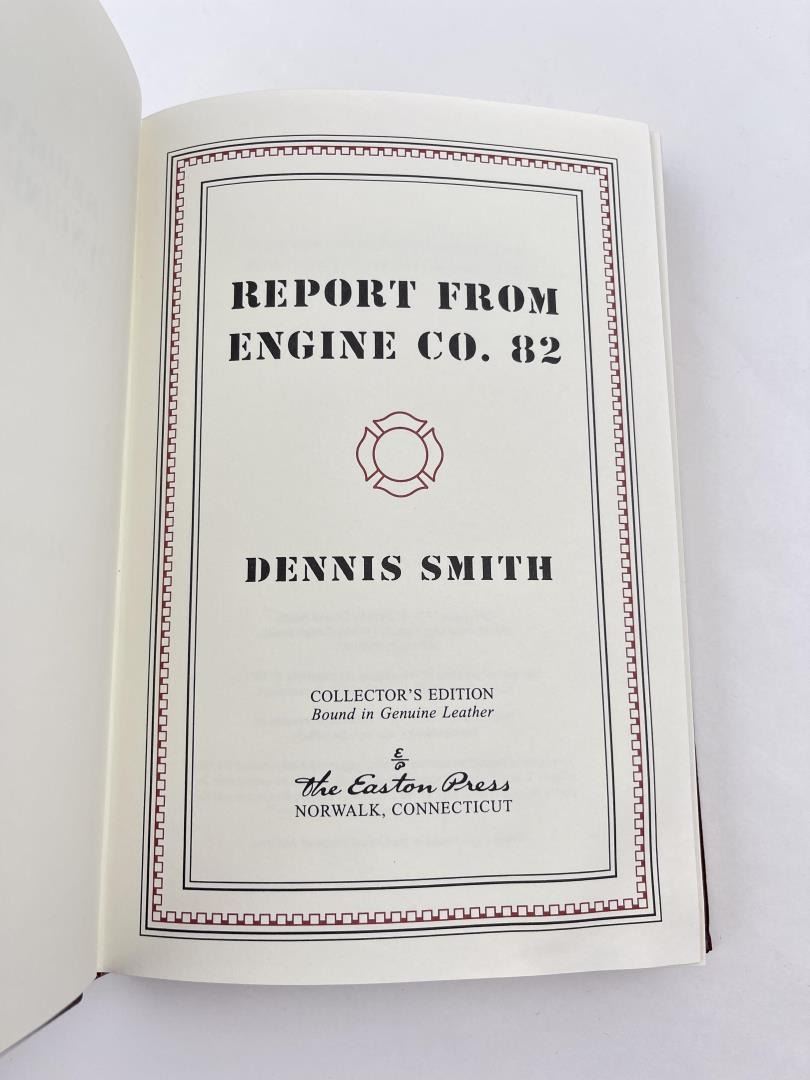 REPORT FROM
ENGINE CO. 82
DENNIS SMITH
COLLECTOR'S EDITION
Bound in Genuine Leather
E
P
The Easton Press
NORWALK, CONNECTICUT